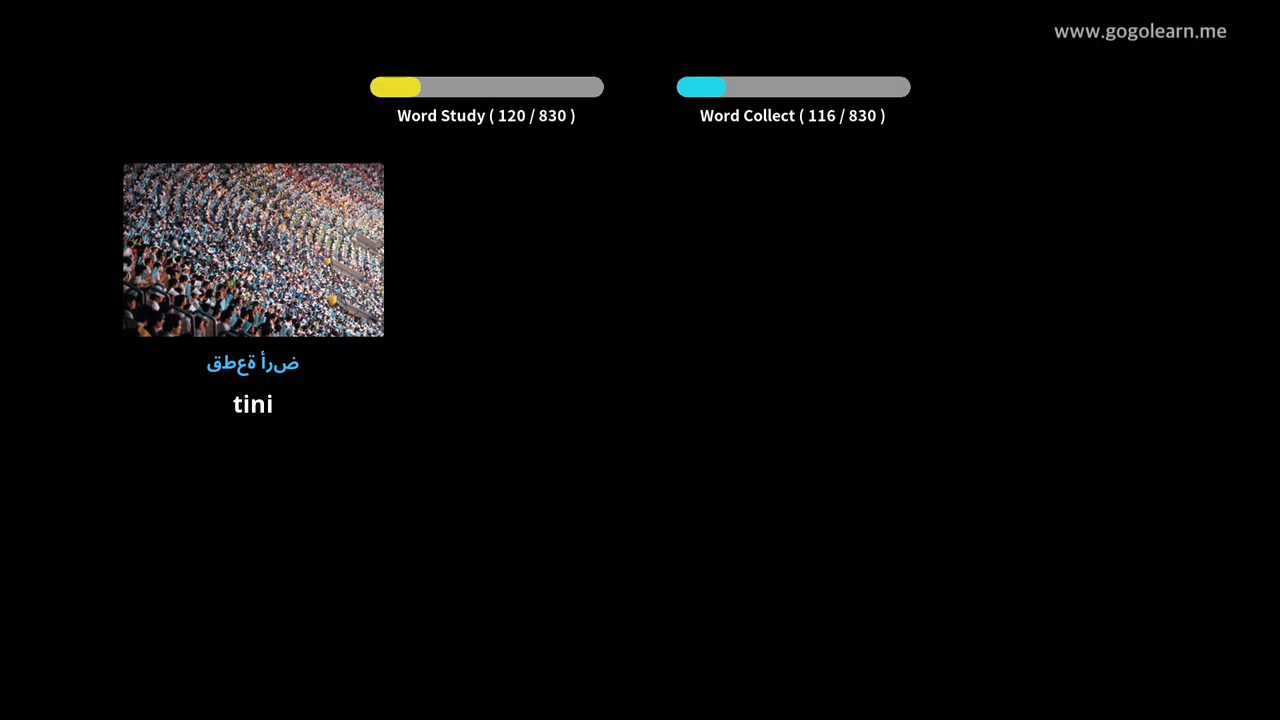 www.gogolearn.me
Word Study ( 120 / 830 )
Word Collect ( 116 / 830 )
ضرأ ةعطق
tini